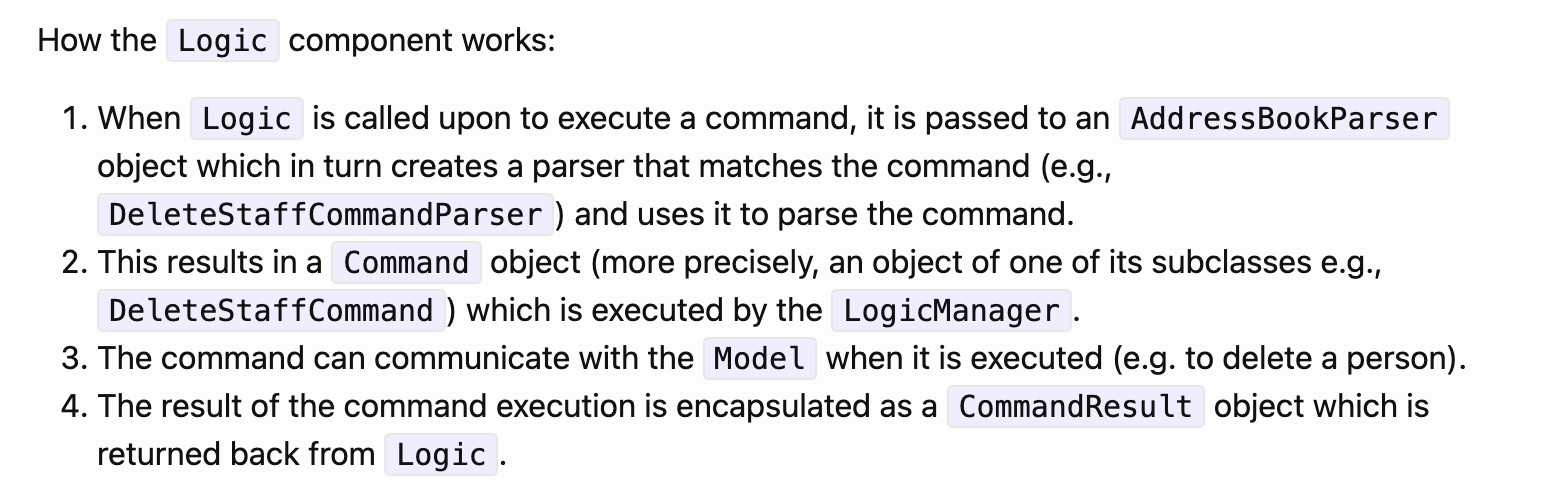 How the Logic component works:
1. When Logic is called upon to execute a command, it is passed to an AddressBookParser
object which in turn creates a parser that matches the command (e.g.,
DeleteStaffCommandParser) and uses it to parse the command.
2. This results in a Command object (more precisely, an object of one of its subclasses e.g.,
DeleteStaffCommand) which is executed by the LogicManager.
3. The command can communicate with the Model when it is executed (e.g. to delete a person).
4. The result of the command execution is encapsulated as a CommandResult object which is
returned back from Logic.